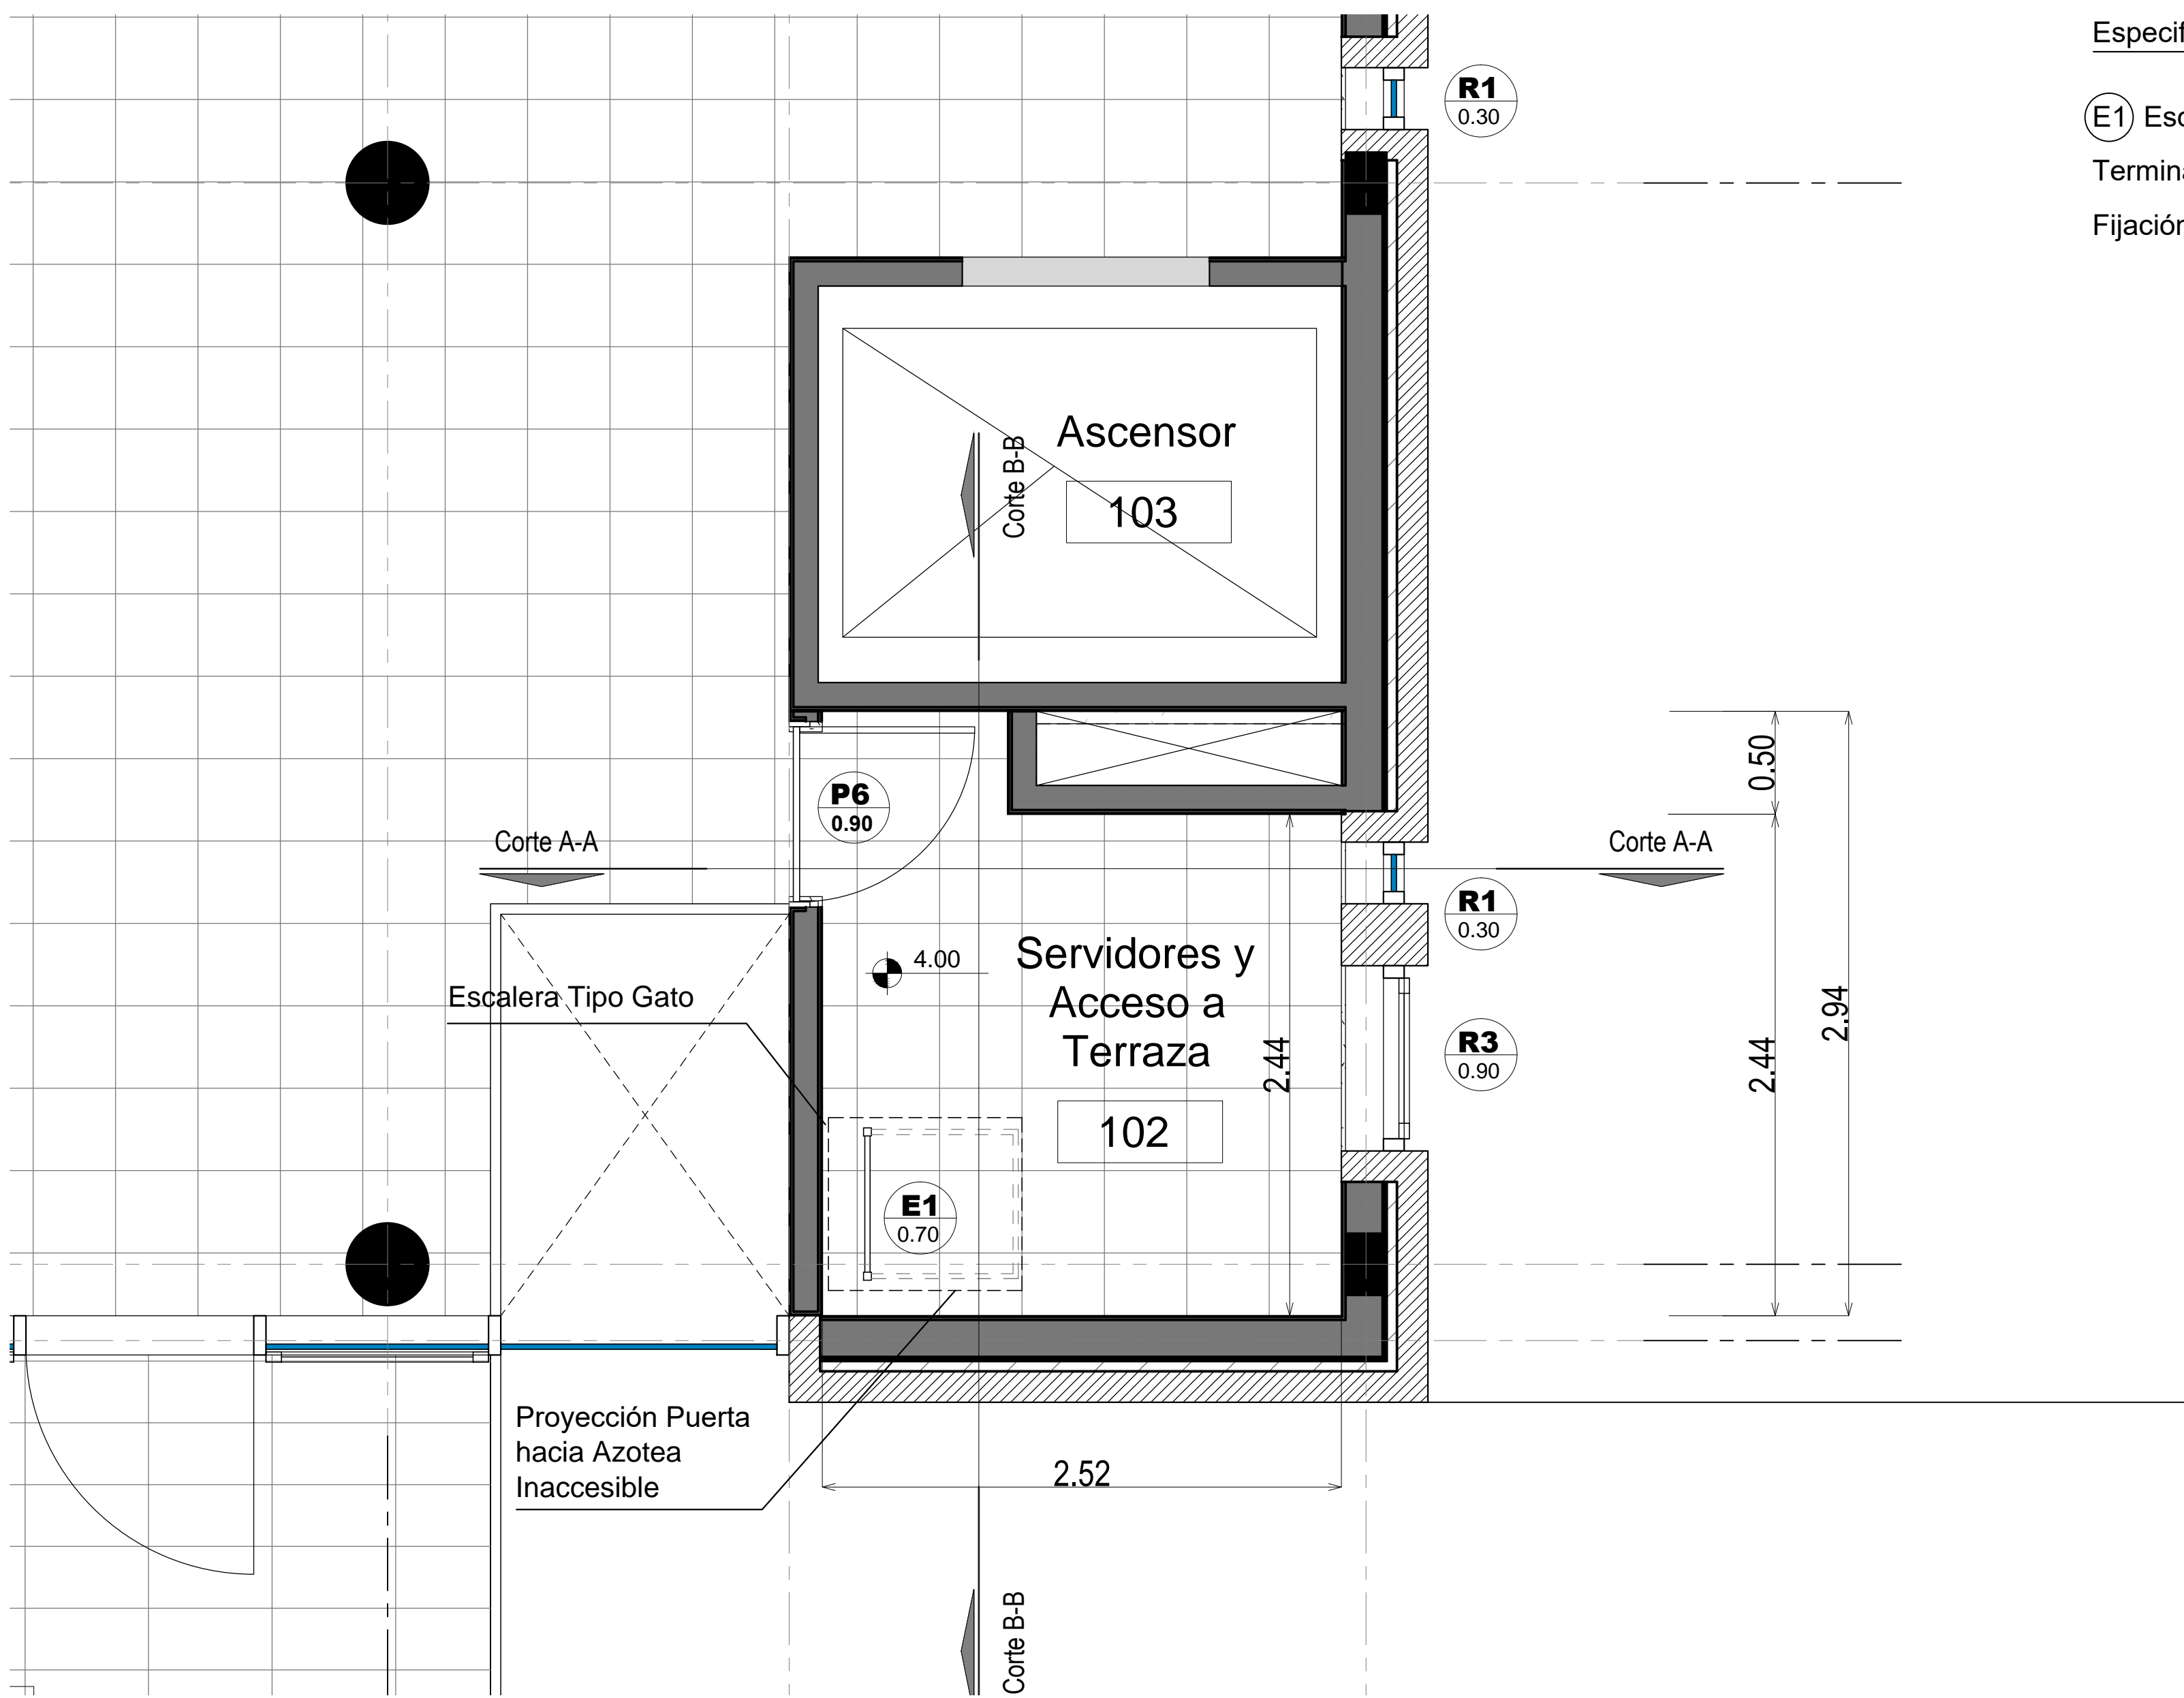 Especif
R1
0.30
E1 Esc
Termina
Fijación
Ascensor
Corte B-B
103
P6
0.90
0.50
Corte A-A
Corte A-A
R1
0.30
4.00
Servidores y
Acceso a
Terraza
Escalera Tipo Gato
2.94
R3
0.90
2.44
2.44
102
E1
0.70
Proyección Puerta
hacia Azotea
Inaccesible
2.52
Corte B-B